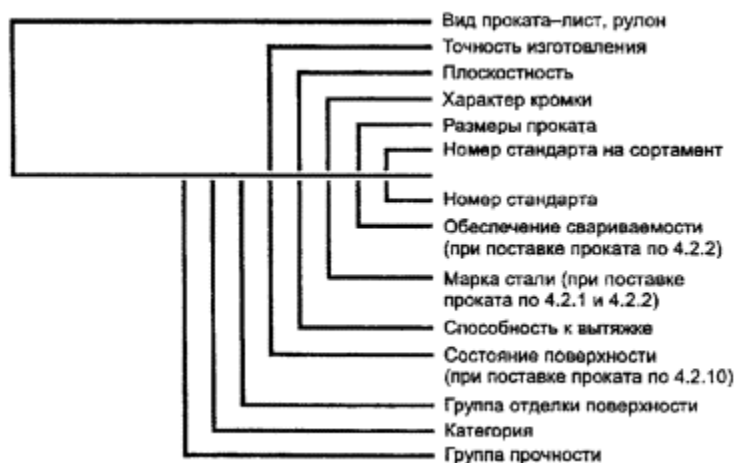 Вид проката–лист, рулон
Точность изготовления
Плоскостность
Характер кромки
Размеры проката
Номер стандарта на сортамент
Номер стандарта
Обеспечение свариваемости
(при поставке проката по 4.2.2)
Марка стали (при поставке
проката по 4.2.1 и 4.2.2)
Способность к вытяжке
Состояние поверхности
(при поставке проката по 4.2.10)
Группа отделки поверхности
Категория
Группа прочности